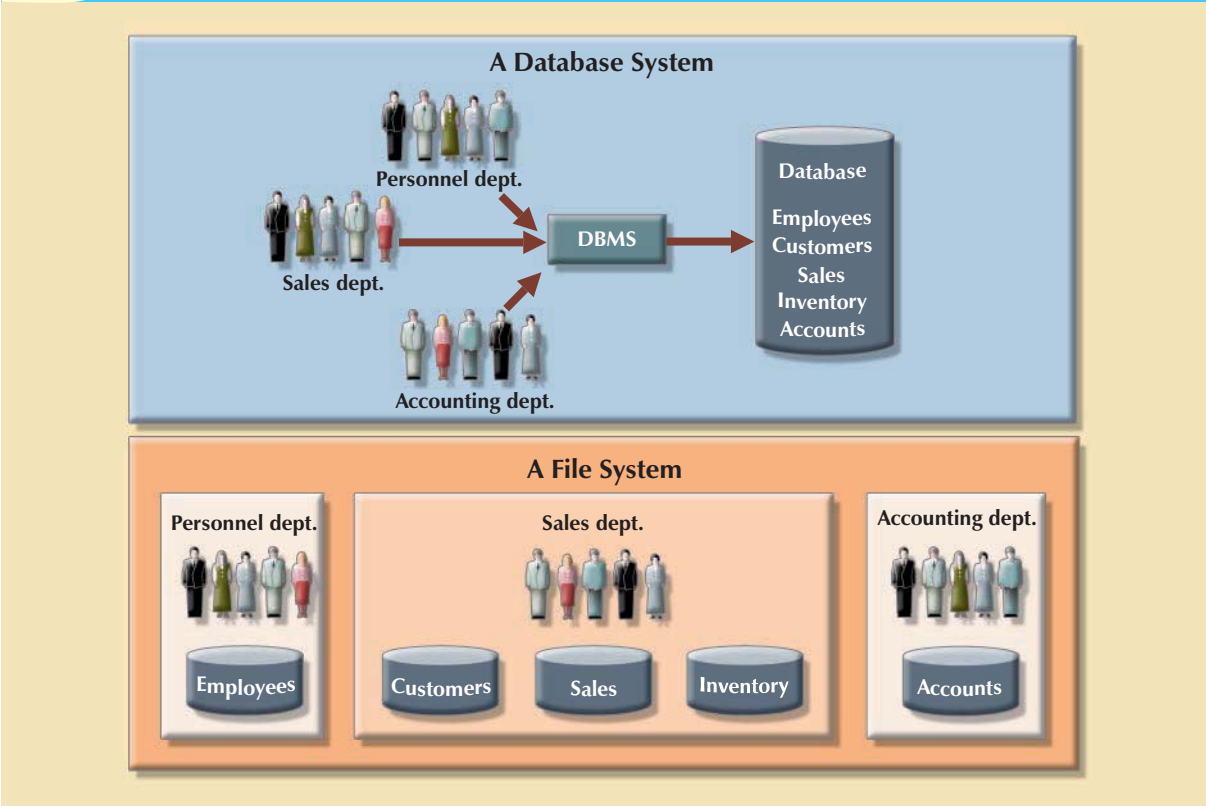 A Database System
Personnel dept.
Sales dept.
Accounting dept.
DBMS
Database
Employees
Customers
Sales
Inventory
Accounts
A File System
Personnel dept.
Employees
Sales dept.
Customers
Sales
Inventory
Accounting dept.
Accounts